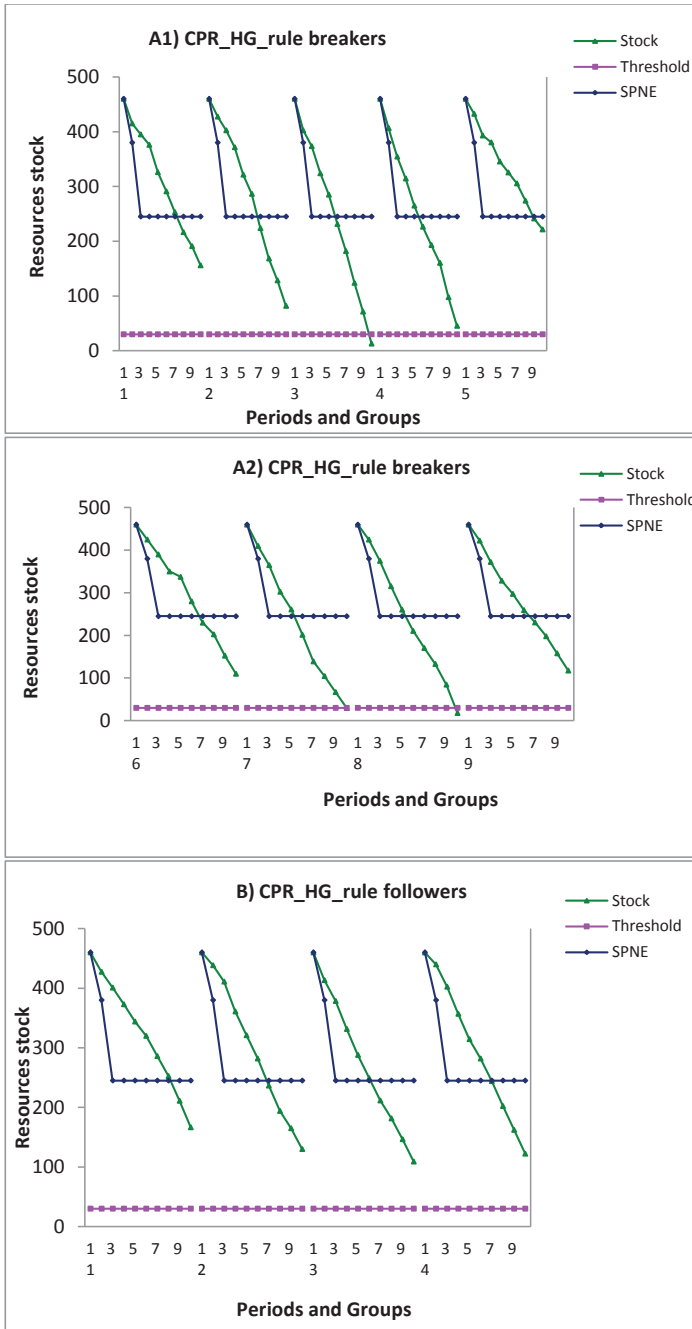 A1) CPR_HG_rule breakers
Stock
Threshold
SPNE
500
400
300
200
100
0
Resources stock
1 3 5 7 9 1 3 5 7 9 1 3 5 7 9 1 3 5 7 9 1 3 5 7 9
1 2 3 4 5
Periods and Groups
A2) CPR_HG_rule breakers
Stock
Threshold
SPNE
500
400
300
200
100
0
Resources stock
1 3 5 7 9 1 3 5 7 9 1 3 5 7 9 1 3 5 7 9
6 7 8 9
Periods and Groups
B) CPR_HG_rule followers
Stock
Threshold
SPNE
500
400
300
200
100
0
Resources stock
1 3 5 7 9 1 3 5 7 9 1 3 5 7 9 1 3 5 7 9
1 2 3 4
Periods and Groups